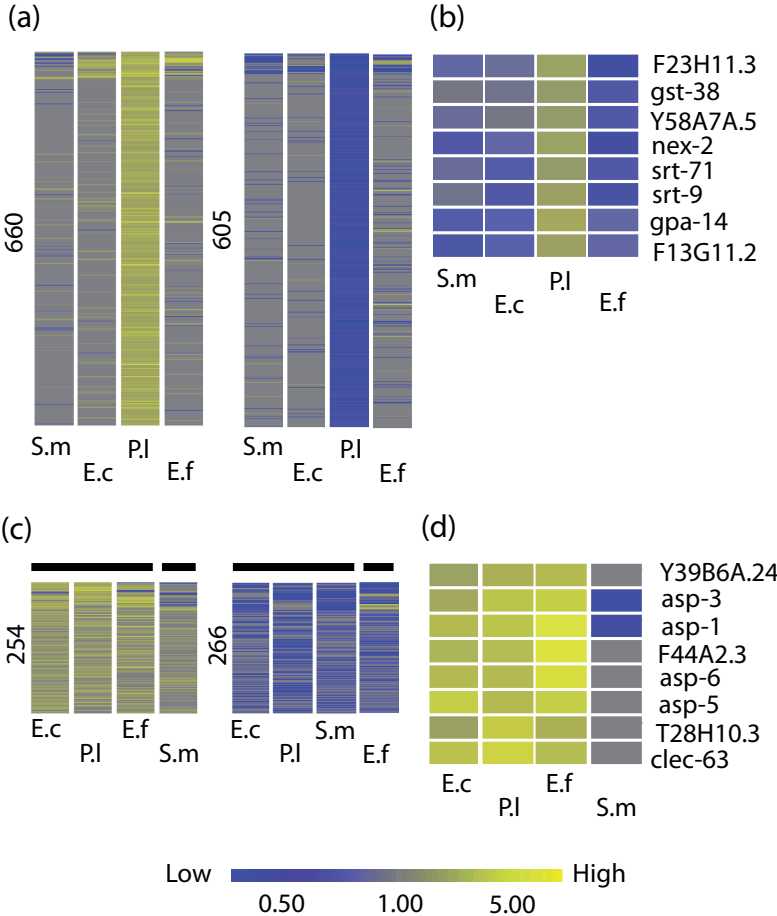 (a)
660
S.m
E.c
P.l
E.f
605
S.m
E.c
P.l
E.f
(b)
F23H11.3
gst-38
Y58A7A.5
nex-2
srt-71
srt-9
gpa-14
F13G11.2
S.m
E.c
P.l
E.f
(c)
254
E.c
P.l
E.f
S.m
266
E.c
P.l
S.m
E.f
(d)
Y39B6A.24
asp-3
asp-1
F44A2.3
asp-6
asp-5
T28H10.3
clec-63
E.c
P.l
E.f
S.m
Low
High
0.50
1.00
5.00